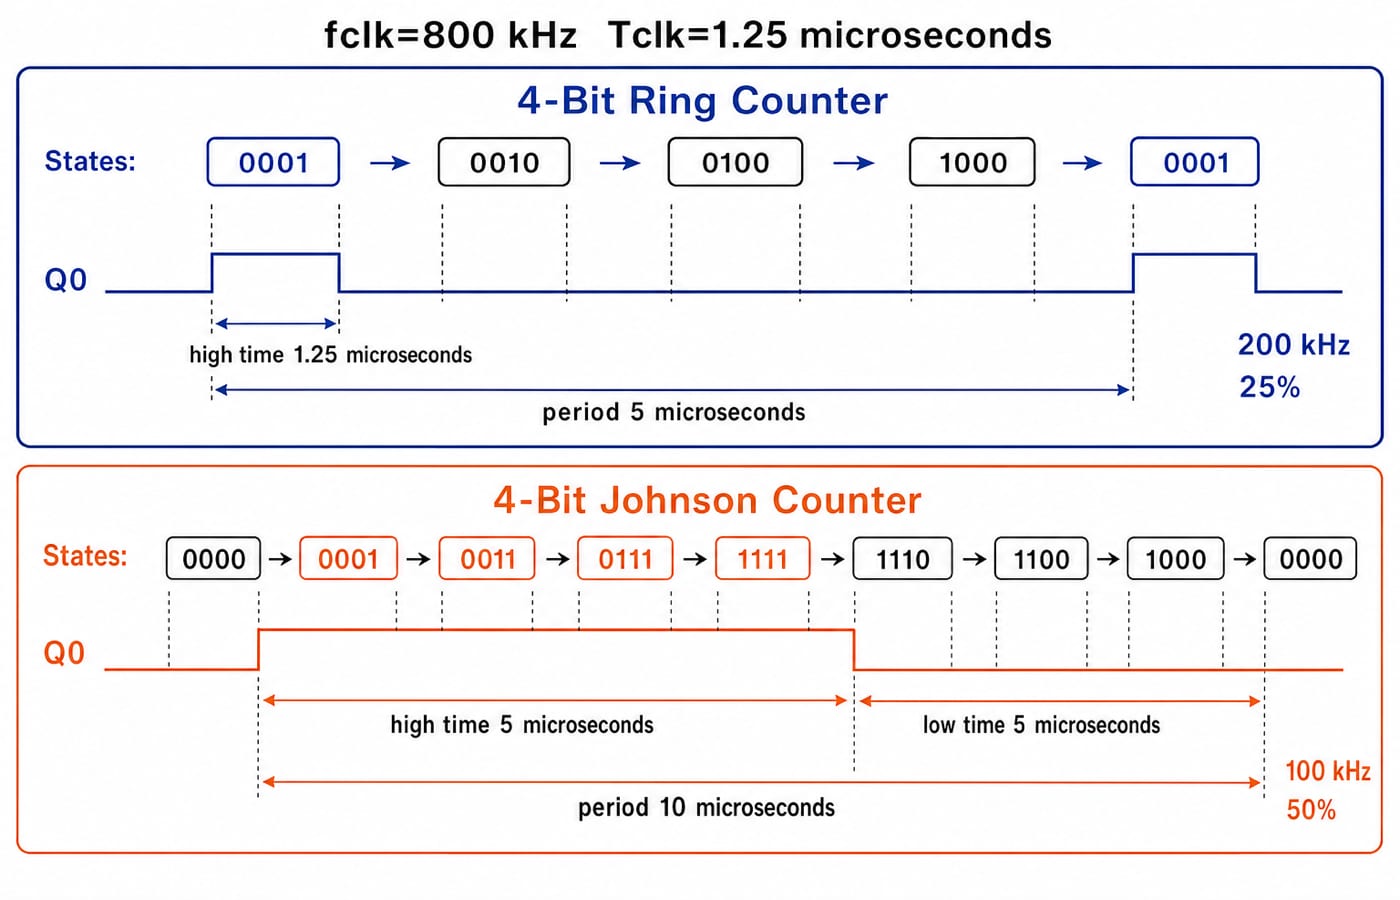 fclk=800 kHz Tclk=1.25 microseconds
4-Bit Ring Counter
States: 0001 → 0010 → 0100 → 1000 → 0001
Q0
high time 1.25 microseconds
200 kHz
25%
period 5 microseconds
4-Bit Johnson Counter
States: 0000 → 0001 → 0011 → 0111 → 1111 → 1110 → 1100 → 1000 → 0000
Q0
high time 5 microseconds low time 5 microseconds
100 kHz
50%
period 10 microseconds